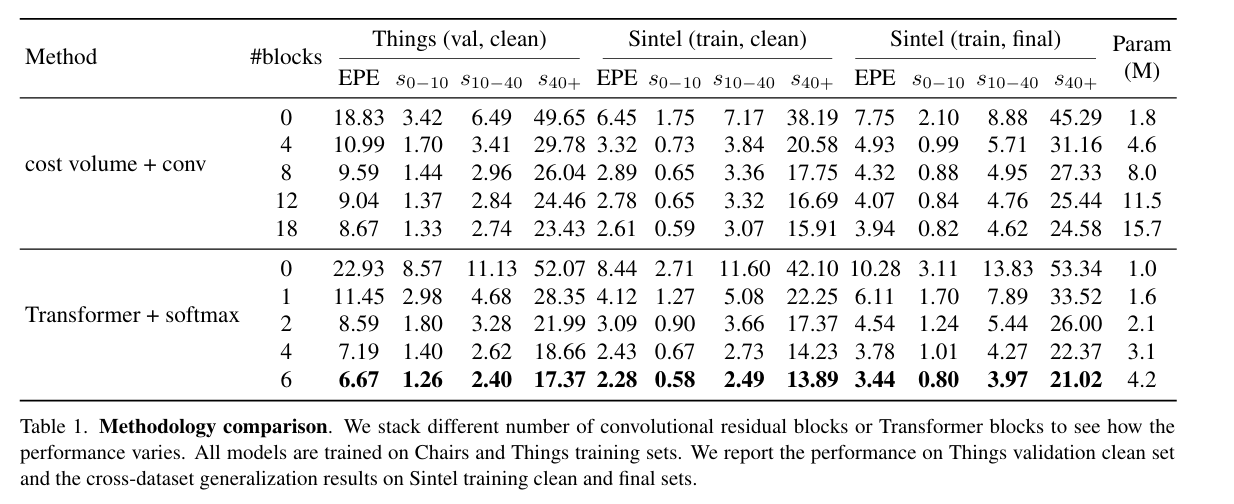 Method #blocks Things (val, clean) Sintel (train, clean) Sintel (train, final) Param (M)
EPE s0−10 s10−40 s40+ EPE s0−10 s10−40 s40+ EPE s0−10 s10−40 s40+
cost volume + conv
0 18.83 3.42 6.49 49.65 6.45 1.75 7.17 38.19 7.75 2.10 8.88 45.29 1.8
4 10.99 1.70 3.41 29.78 3.32 0.73 3.84 20.58 4.93 0.99 5.71 31.16 4.6
8 9.59 1.44 2.96 26.04 2.89 0.65 3.36 17.75 4.32 0.88 4.95 27.33 8.0
12 9.04 1.37 2.84 24.46 2.78 0.65 3.32 16.69 4.07 0.84 4.76 25.44 11.5
18 8.67 1.33 2.74 23.43 2.61 0.59 3.07 15.91 3.94 0.82 4.62 24.58 15.7
Transformer + softmax
0 22.93 8.57 11.13 52.07 8.44 2.71 11.60 42.10 10.28 3.11 13.83 53.34 1.0
1 11.45 2.98 4.68 28.35 4.12 1.27 5.08 22.25 6.11 1.70 7.89 33.52 1.6
2 8.59 1.80 3.28 21.99 3.09 0.90 3.66 17.37 4.54 1.24 5.44 26.00 2.1
4 7.19 1.40 2.62 18.66 2.43 0.67 2.73 14.23 3.78 1.01 4.27 22.37 3.1
6 6.67 1.26 2.40 17.37 2.28 0.58 2.49 13.89 3.44 0.80 3.97 21.02 4.2
Table 1. Methodology comparison. We stack different number of convolutional residual blocks or Transformer blocks to see how the
performance varies. All models are trained on Chairs and Things training sets. We report the performance on Things validation clean set
and the cross-dataset generalization results on Sintel training clean and final sets.